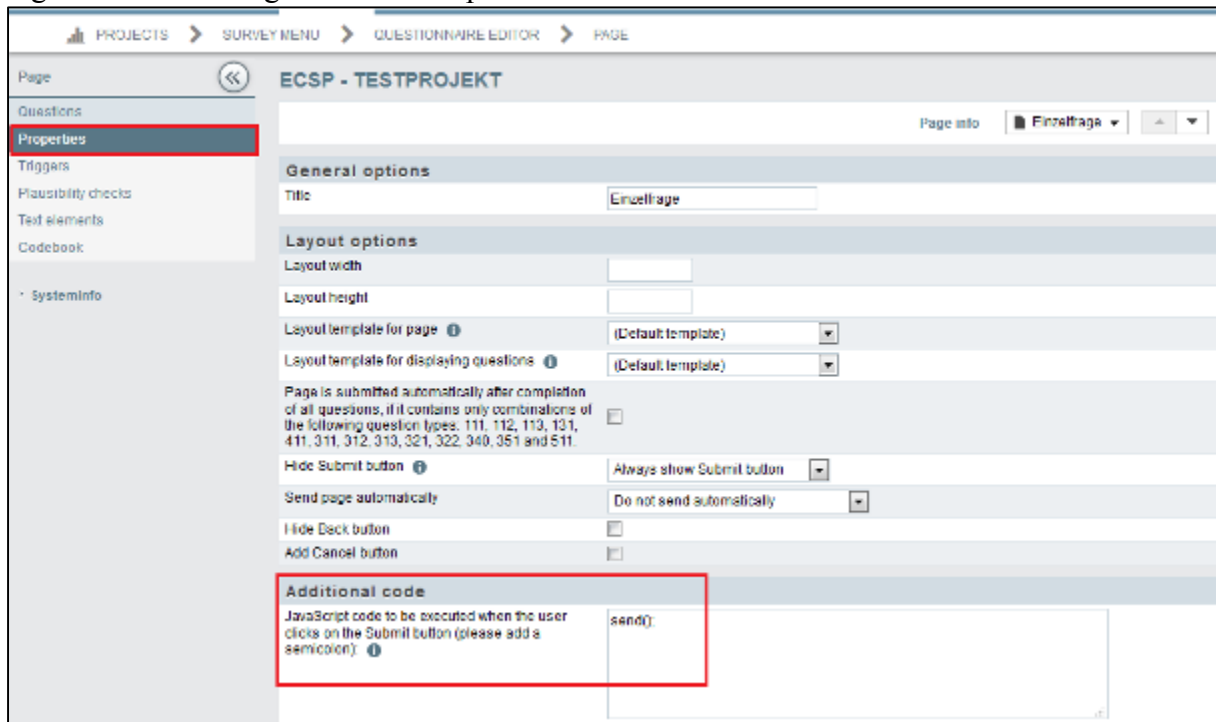 PROJECTS > SURVEY MENU > QUESTIONNAIRE EDITOR > PAGE
Page
ECSP - TESTPROJEKT
Questions
Page info Einzelfrage
Properties
Triggers
General options
Plausibility checks
Title Einzelfrage
Text elements
Codebook
Layout options
Layout width
Systeminfo
Layout height
Layout template for page (Default template)
Layout template for displaying questions (Default template)
Page is submitted automatically after completion
of all questions, if it contains only combinations of
the following question types: 111, 112, 113, 131,
411, 311, 312, 313, 321, 322, 340, 351 and 511.
Hide Submit button Always show Submit button
Send page automatically Do not send automatically
Hide Back button
Add Cancel button
Additional code
JavaScript code to be executed when the user
clicks on the Submit button (please add a
semicolon): send();